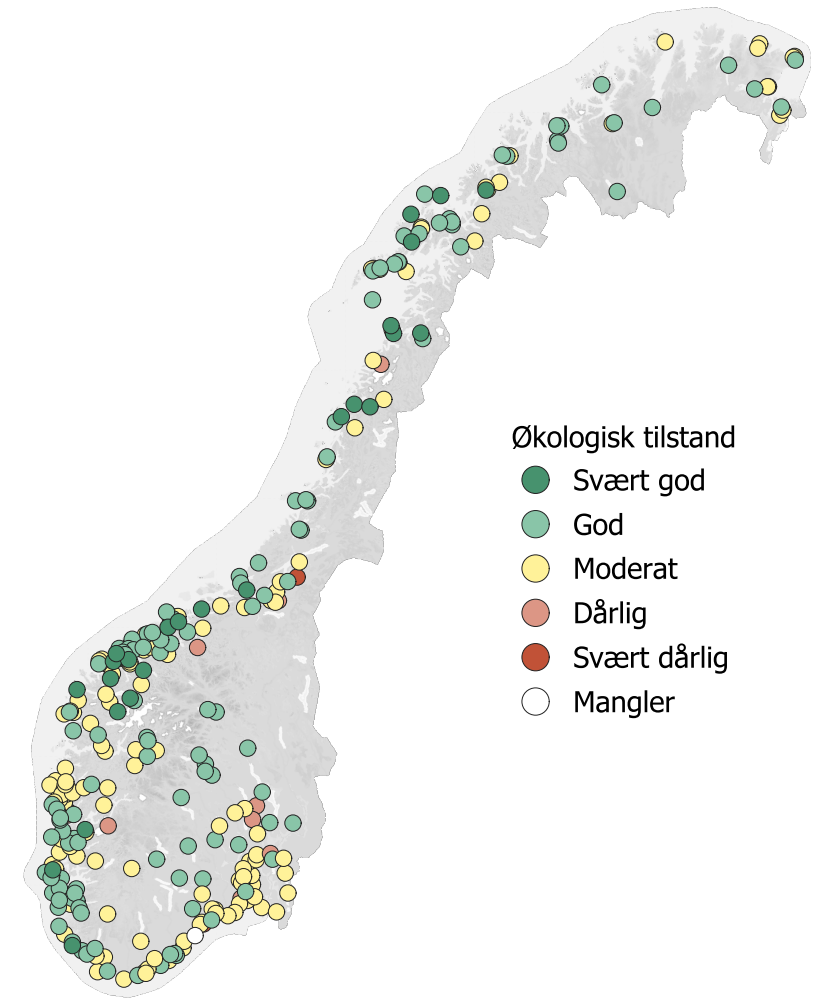 Økologisk tilstand
Svært god
God
Moderat
Dårlig
Svært dårlig
Mangler